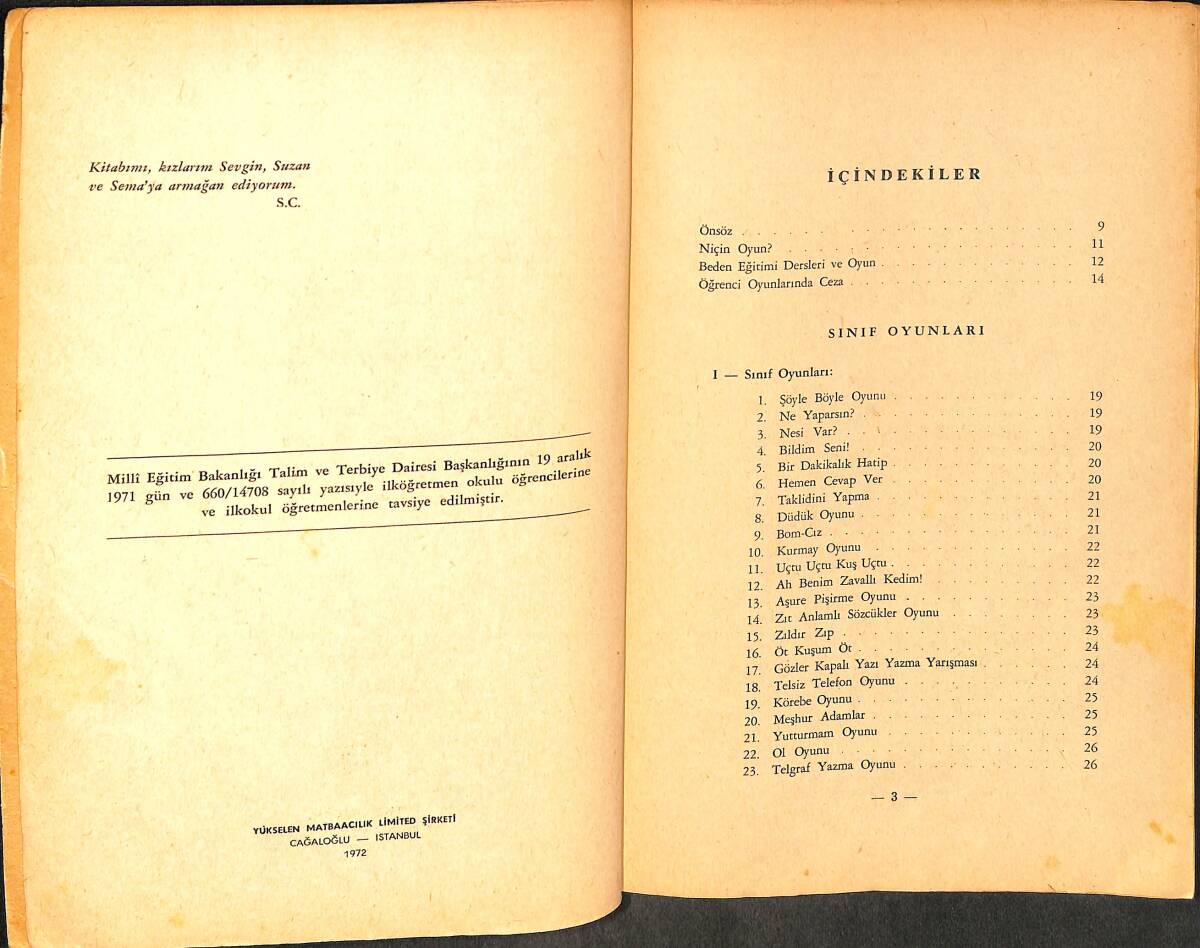 Kitabımı, kızlarım Sevgin, Suzan
ve Sema'ya armağan ediyorum.
S.C.
Millî Eğitim Bakanlığı Talim ve Terbiye Dairesi Başkanlığının 19 aralık
1971 gün ve 660/14708 sayılı yazısıyle ilköğretmen okulu öğrencilerine
ve ilkokul öğretmenlerine tavsiye edilmiştir.
YÜKSELEN MATBAACILIK LİMİTED ŞİRKETİ
CAĞALOĞLU — ISTANBUL
1972
İÇİNDEKİLER
Önsöz . . . . . . . . . . 9
Niçin Oyun? . . . . . . . . . . 11
Beden Eğitimi Dersleri ve Oyun . . . . . . . . . . 12
Öğrenci Oyunlarında Ceza . . . . . . . . . . 14
SINIF OYUNLARI
I — Sınıf Oyunları:
1. Şöyle Böyle Oyunu . . . . . . . . . . 19
2. Ne Yaparsın? . . . . . . . . . . 19
3. Nesi Var? . . . . . . . . . . 19
4. Bildim Seni! . . . . . . . . . . 20
5. Bir Dakikalık Hatip . . . . . . . . . . 20
6. Hemen Cevap Ver . . . . . . . . . . 20
7. Taklidini Yapma . . . . . . . . . . 21
8. Düdük Oyunu . . . . . . . . . . 21
9. Bom-Cız . . . . . . . . . . 21
10. Kurmay Oyunu . . . . . . . . . . 22
11. Uçtu Uçtu Kuş Uçtu . . . . . . . . . . 22
12. Ah Benim Zavallı Kedim! . . . . . . . . . . 22
13. Aşure Pişirme Oyunu . . . . . . . . . . 23
14. Zıt Anlamlı Sözcükler Oyunu . . . . . . . . . . 23
15. Zıldır Zıp . . . . . . . . . . 23
16. Öt Kuşum Öt . . . . . . . . . . 24
17. Gözler Kapalı Yazı Yazma Yarışması . . . . . . . . . . 24
18. Telsiz Telefon Oyunu . . . . . . . . . . 24
19. Körebe Oyunu . . . . . . . . . . 25
20. Meşhur Adamlar . . . . . . . . . . 25
21. Yutturmam Oyunu . . . . . . . . . . 25
22. Ol Oyunu . . . . . . . . . . 26
23. Telgraf Yazma Oyunu . . . . . . . . . . 26
— 3 —